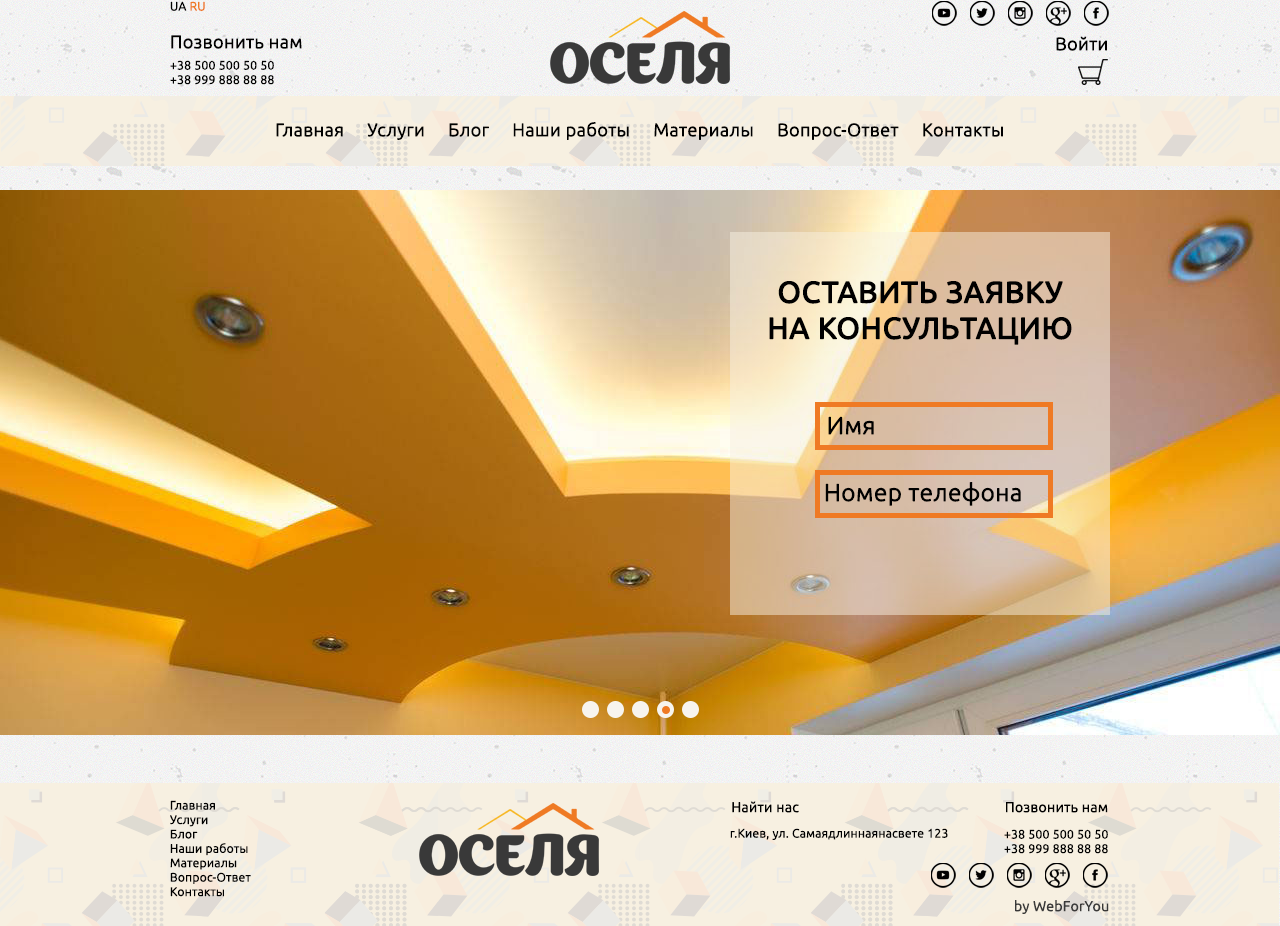 UA RU
Позвонить нам
+38 500 500 50 50
+38 999 888 88 88
ОСЕЛЯ
Войти
Главная Услуги Блог Наши работы Материалы Вопрос-Ответ Контакты
ОСТАВИТЬ ЗАЯВКУ
НА КОНСУЛЬТАЦИЮ
Имя
Номер телефона
Главная
Услуги
Блог
Наши работы
Материалы
Вопрос-Ответ
Контакты
ОСЕЛЯ
Найти нас
г.Киев, ул. Самаядлиннаянасвете 123
Позвонить нам
+38 500 500 50 50
+38 999 888 88 88
by WebForYou